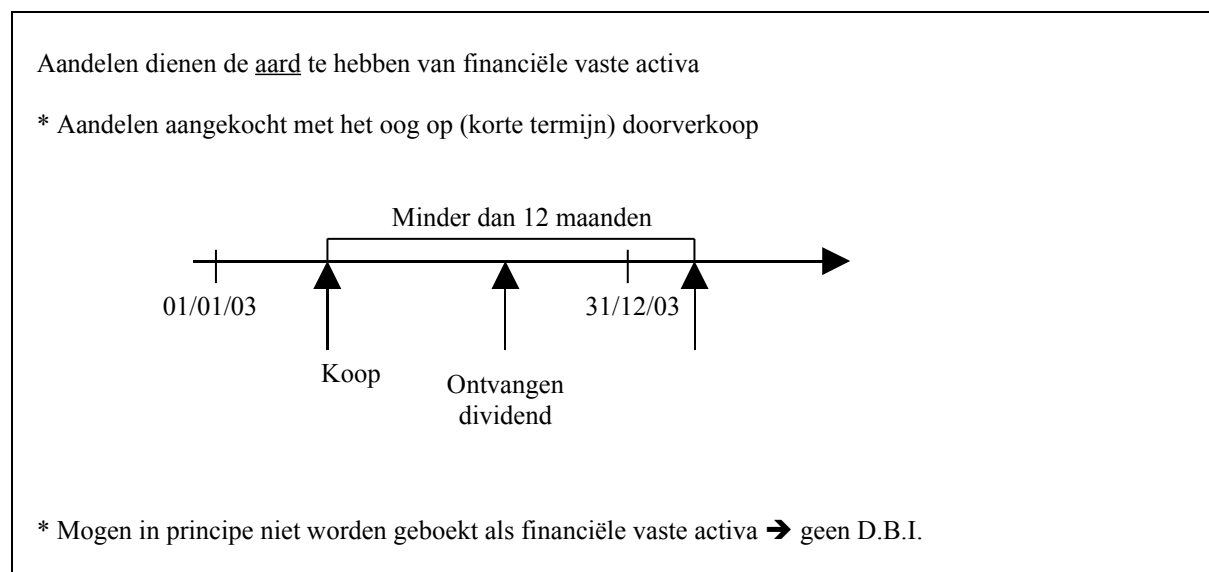 Aandelen dienen de aard te hebben van financiële vaste activa
* Aandelen aangekocht met het oog op (korte termijn) doorverkoop
Minder dan 12 maanden
01/01/03
31/12/03
Koop
Ontvangen
dividend
* Mogen in principe niet worden geboekt als financiële vaste activa ➔ geen D.B.I.